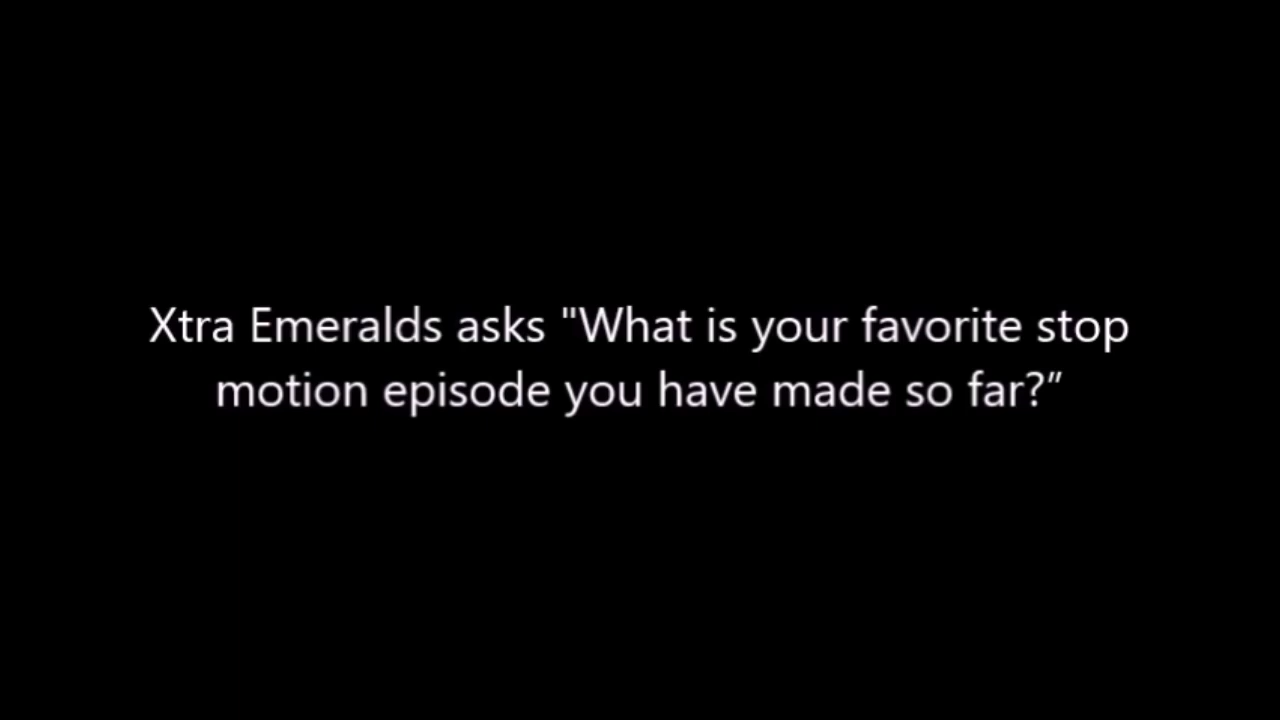 Xtra Emeralds asks "What is your favorite stop
motion episode you have made so far?”